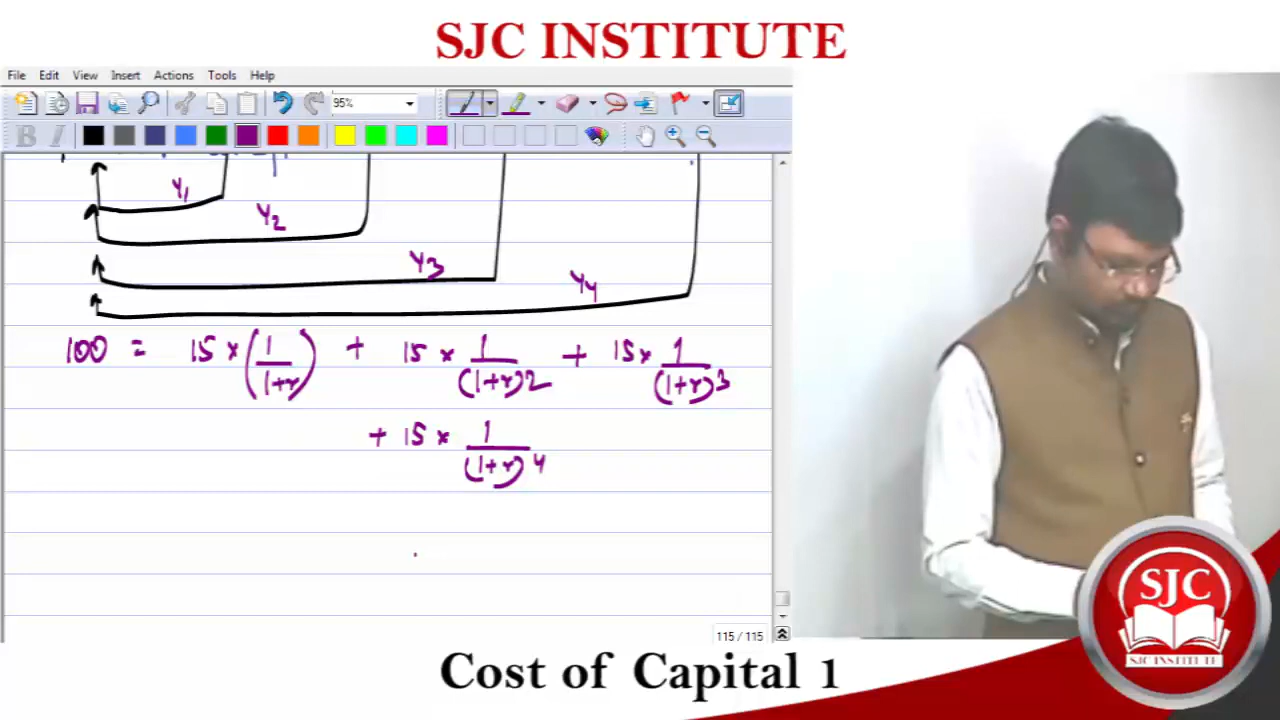 SJC INSTITUTE
File Edit View Insert Actions Tools Help
95%
B I
Y1
Y2
Y3
Y4
100 = 15 × (1/1+r) + 15 × 1/(1+r)2 + 15 × 1/(1+r)3
+ 15 × 1/(1+r)4
115 / 115
SJC
SJC INSTITUTE
Cost of Capital 1